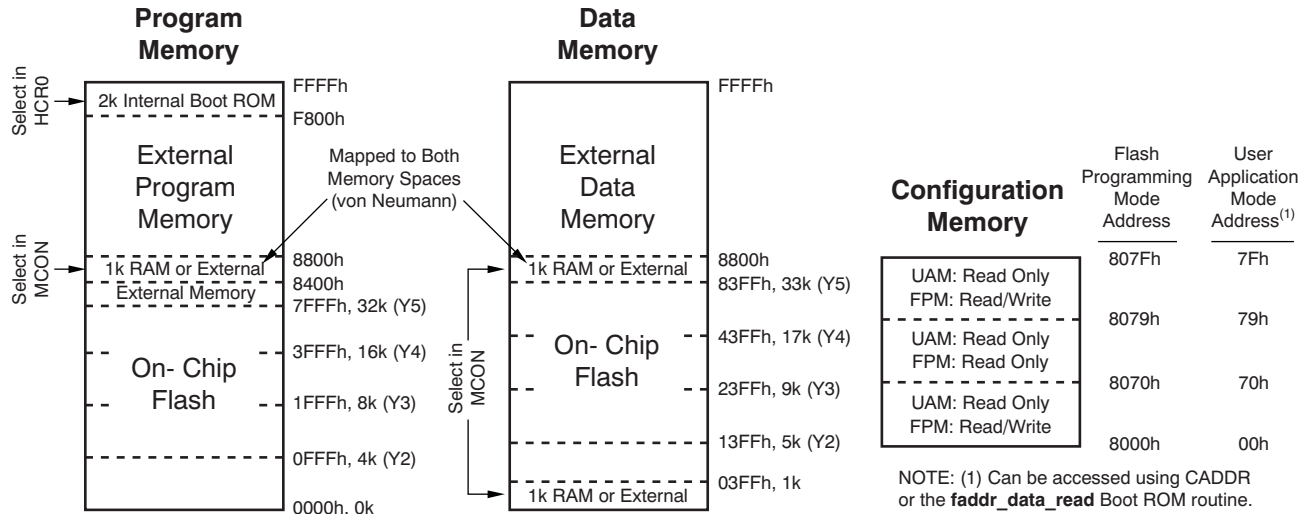 Program
Memory
Select in
HCR0
2k Internal Boot ROM
FFFFh
F800h
External
Program
Memory
Mapped to Both
Memory Spaces
(von Neumann)
Select in
MCON
1k RAM or External
8800h
8400h
External Memory
7FFFh, 32k (Y5)
3FFFh, 16k (Y4)
On- Chip
Flash
1FFFh, 8k (Y3)
0FFFh, 4k (Y2)
0000h, 0k
Data
Memory
FFFFh
External
Data
Memory
8800h
1k RAM or External
83FFh, 33k (Y5)
Select in
MCON
43FFh, 17k (Y4)
On- Chip
Flash
23FFh, 9k (Y3)
13FFh, 5k (Y2)
03FFh, 1k
1k RAM or External
Configuration
Memory
Flash
Programming
Mode
Address
User
Application
Mode
Address(1)
807Fh 7Fh
UAM: Read Only
FPM: Read/Write
8079h 79h
UAM: Read Only
FPM: Read Only
8070h 70h
UAM: Read Only
FPM: Read/Write
8000h 00h
NOTE: (1) Can be accessed using CADDR
or the faddr_data_read Boot ROM routine.